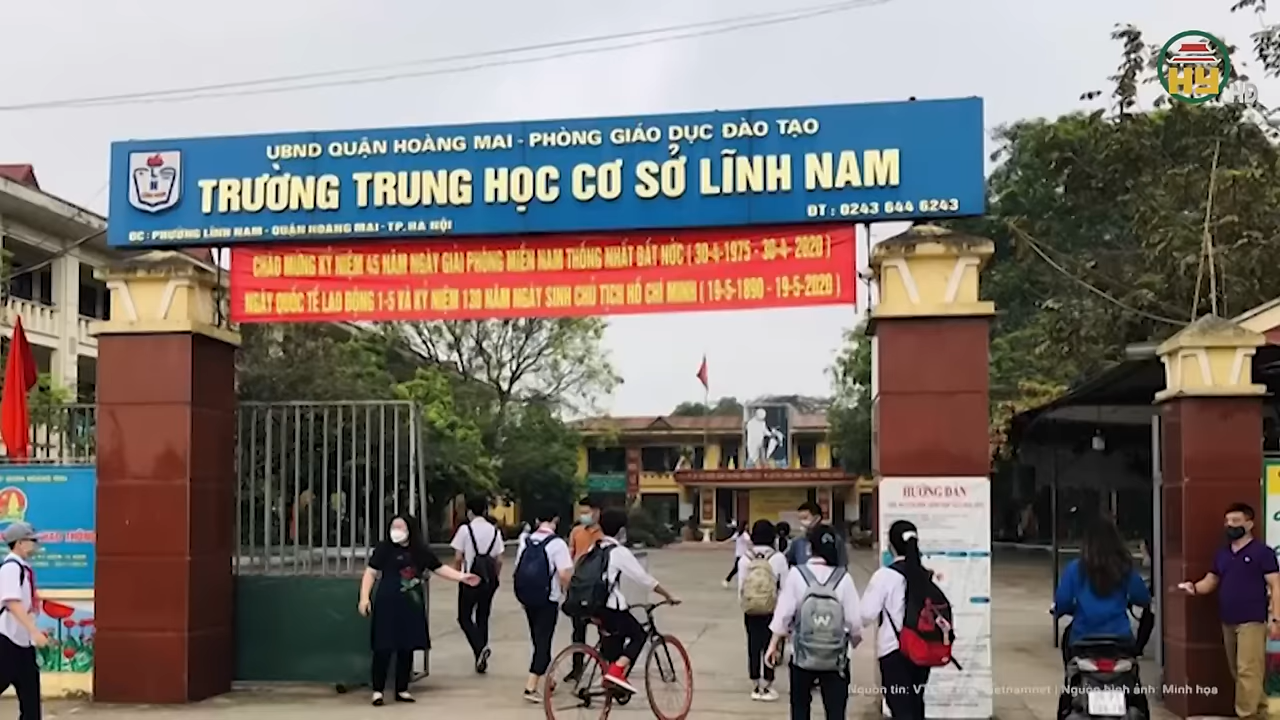 HY
HD
UBND QUẬN HOÀNG MAI - PHÒNG GIÁO DỤC ĐÀO TẠO
TRƯỜNG TRUNG HỌC CƠ SỞ LĨNH NAM
LĨNH NAM
ĐC : PHƯỜNG LĨNH NAM - QUẬN HOÀNG MAI - TP. HÀ NỘI
ĐT : 0243 644 6243
CHÀO MỪNG KỶ NIỆM 45 NĂM NGÀY GIẢI PHÓNG MIỀN NAM THỐNG NHẤT ĐẤT NƯỚC ( 30-4-1975 - 30-4-2020 )
NGÀY QUỐC TẾ LAO ĐỘNG 1-5 VÀ KỶ NIỆM 130 NĂM NGÀY SINH CHỦ TỊCH HỒ CHÍ MINH ( 19-5-1890 - 19-5-2020 )
HƯỚNG DẪN
Nguồn tin: Vietnamnet | Nguồn hình ảnh: Minh họa